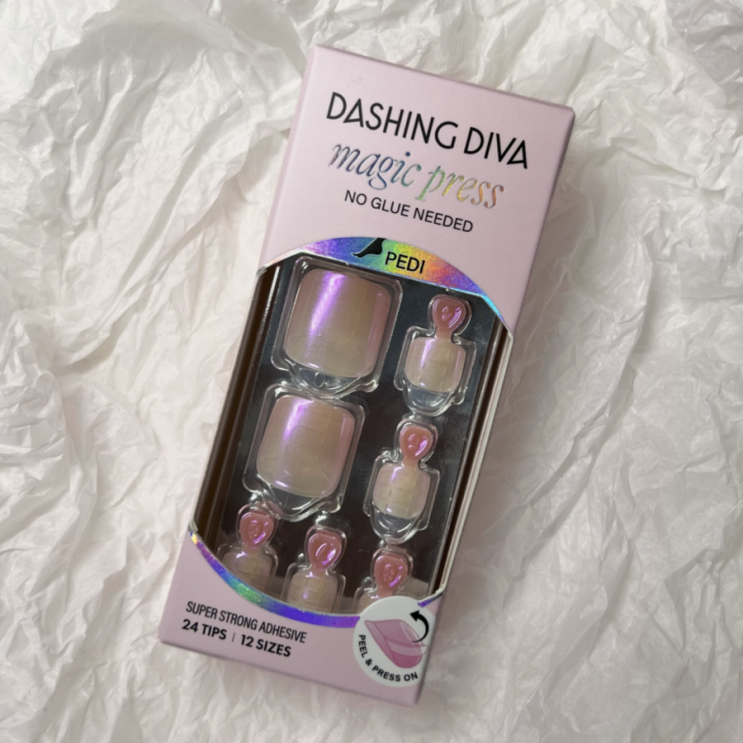 DASHING DIVA
magic press
NO GLUE NEEDED
PEDI
SUPER STRONG ADHESIVE
24 TIPS | 12 SIZES
PEEL & PRESS ON